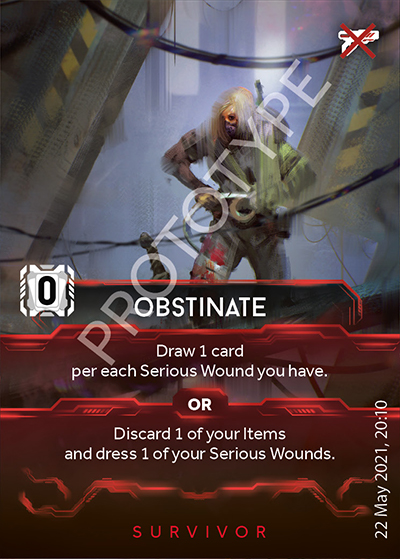 PROTOTYPE
0
OBSTINATE
Draw 1 card
per each Serious Wound you have.
OR
Discard 1 of your Items
and dress 1 of your Serious Wounds.
SURVIVOR
22 May 2021, 20:10